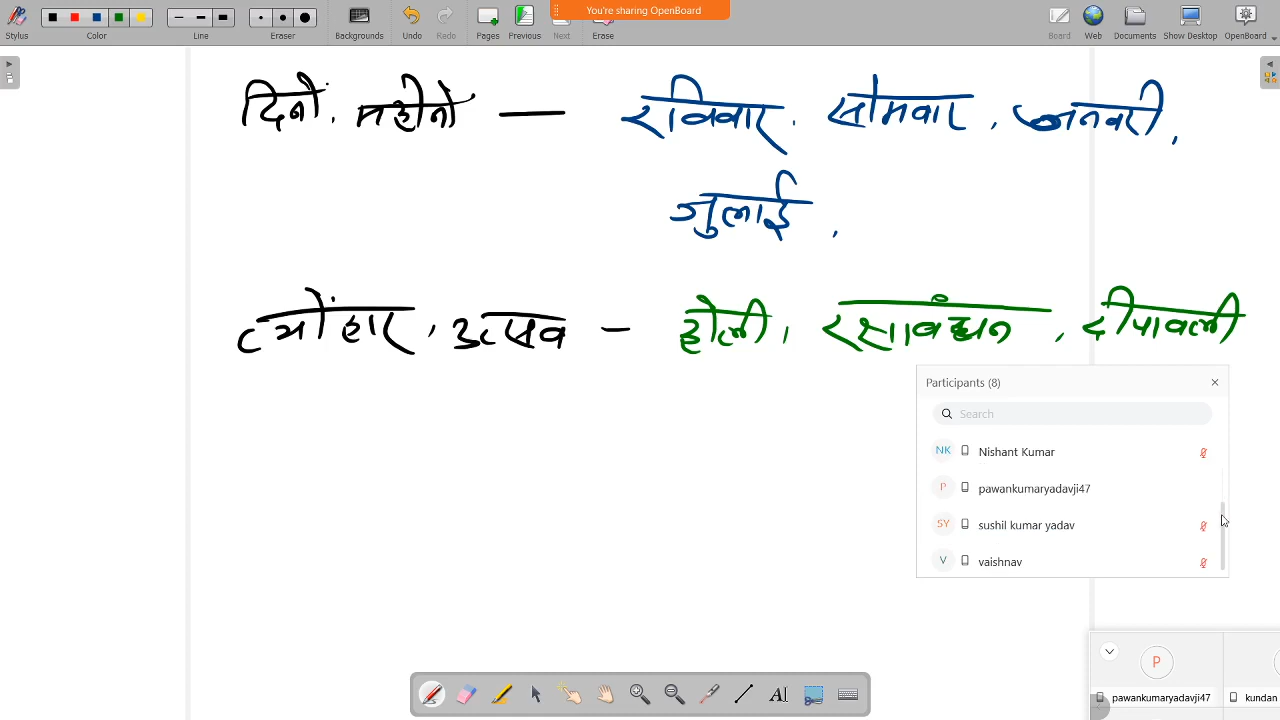 You're sharing OpenBoard
Stylus Color Line Eraser Backgrounds Undo Redo Pages Previous Next Erase Board Web Documents Show Desktop OpenBoard
दिनों, महीनो — रविवार, सोमवार, जनवरी,
जुलाई,
त्योंहार, उत्सव – होली, रक्षाबंधन, दीपावली
Participants (8)
Search
NK Nishant Kumar
P pawankumaryadavji47
SY sushil kumar yadav
V vaishnav
P
pawankumaryadavji47 kundan
AI